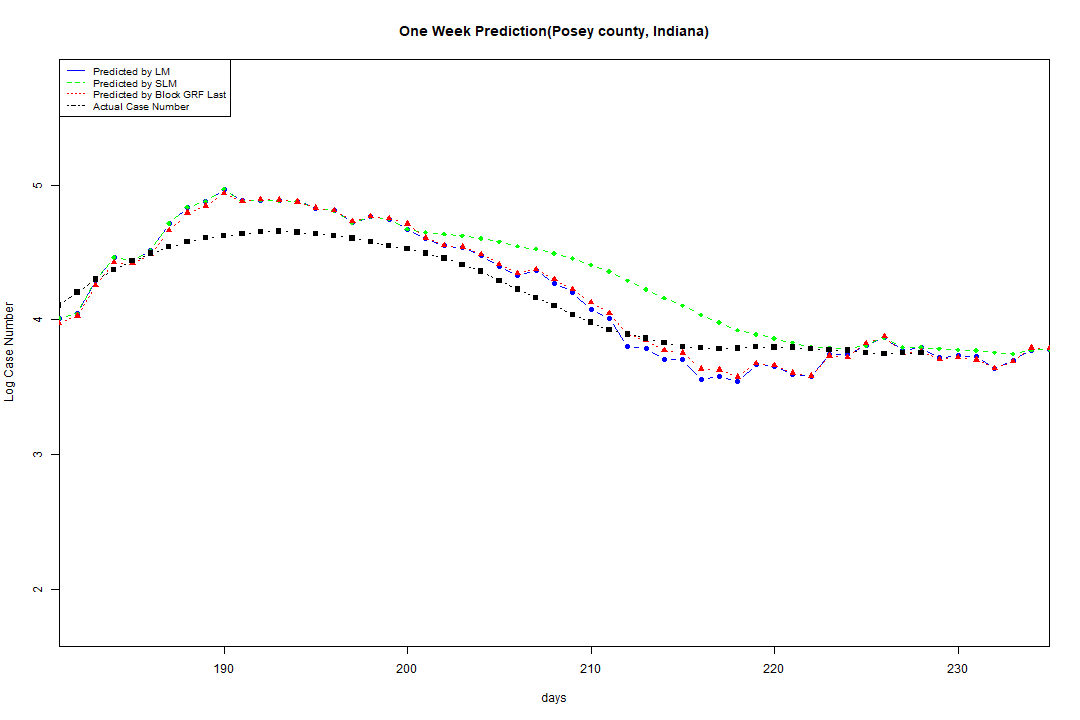 One Week Prediction(Posey county, Indiana)
Predicted by LM
Predicted by SLM
Predicted by Block GRF Last
Actual Case Number
Log Case Number
5
4
3
2
190 200 210 220 230
days